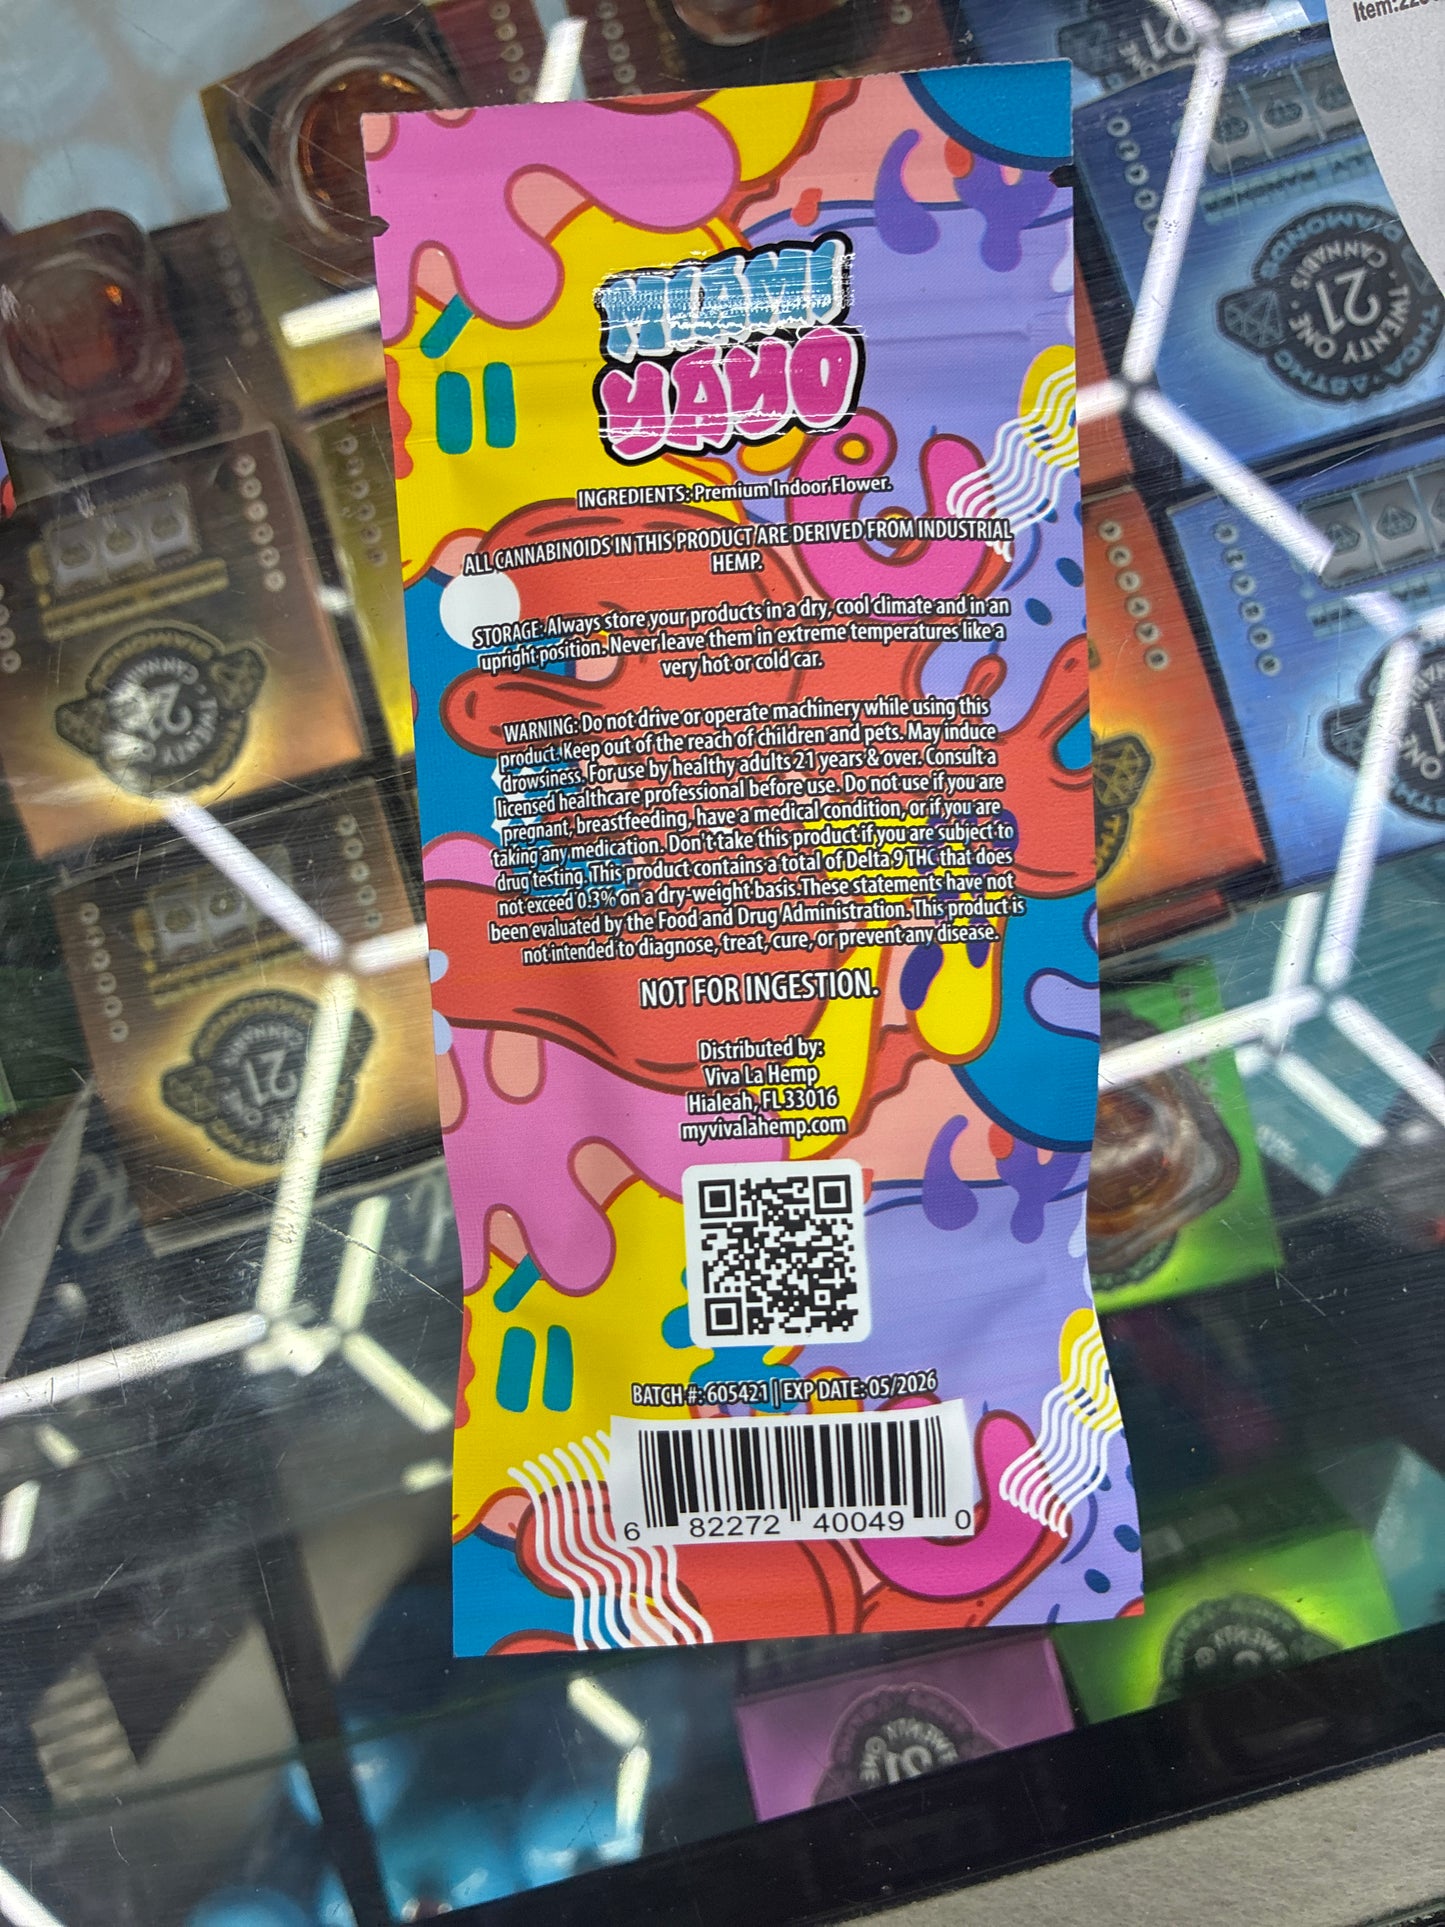 Item:22
MIAMI
NANO
INGREDIENTS: Premium Indoor Flower.
ALL CANNABINOIDS IN THIS PRODUCT ARE DERIVED FROM INDUSTRIAL
HEMP.
STORAGE: Always store your products in a dry, cool climate and in an
upright position. Never leave them in extreme temperatures like a
very hot or cold car.
WARNING: Do not drive or operate machinery while using this
product. Keep out of the reach of children and pets. May induce
drowsiness. For use by healthy adults 21 years & over. Consult a
licensed healthcare professional before use. Do not use if you are
pregnant, breastfeeding, have a medical condition, or if you are
taking any medication. Don't take this product if you are subject to
drug testing. This product contains a total of Delta 9 THC that does
not exceed 0.3% on a dry-weight basis.These statements have not
been evaluated by the Food and Drug Administration. This product is
not intended to diagnose, treat, cure, or prevent any disease.
NOT FOR INGESTION.
Distributed by:
Viva La Hemp
Hialeah, FL 33016
myvivalahemp.com
BATCH #: 605421 | EXP DATE: 05/2026
6 82272 40049 0
TWENTY ONE
21
CANNABIS
THCA
DIAMONDS